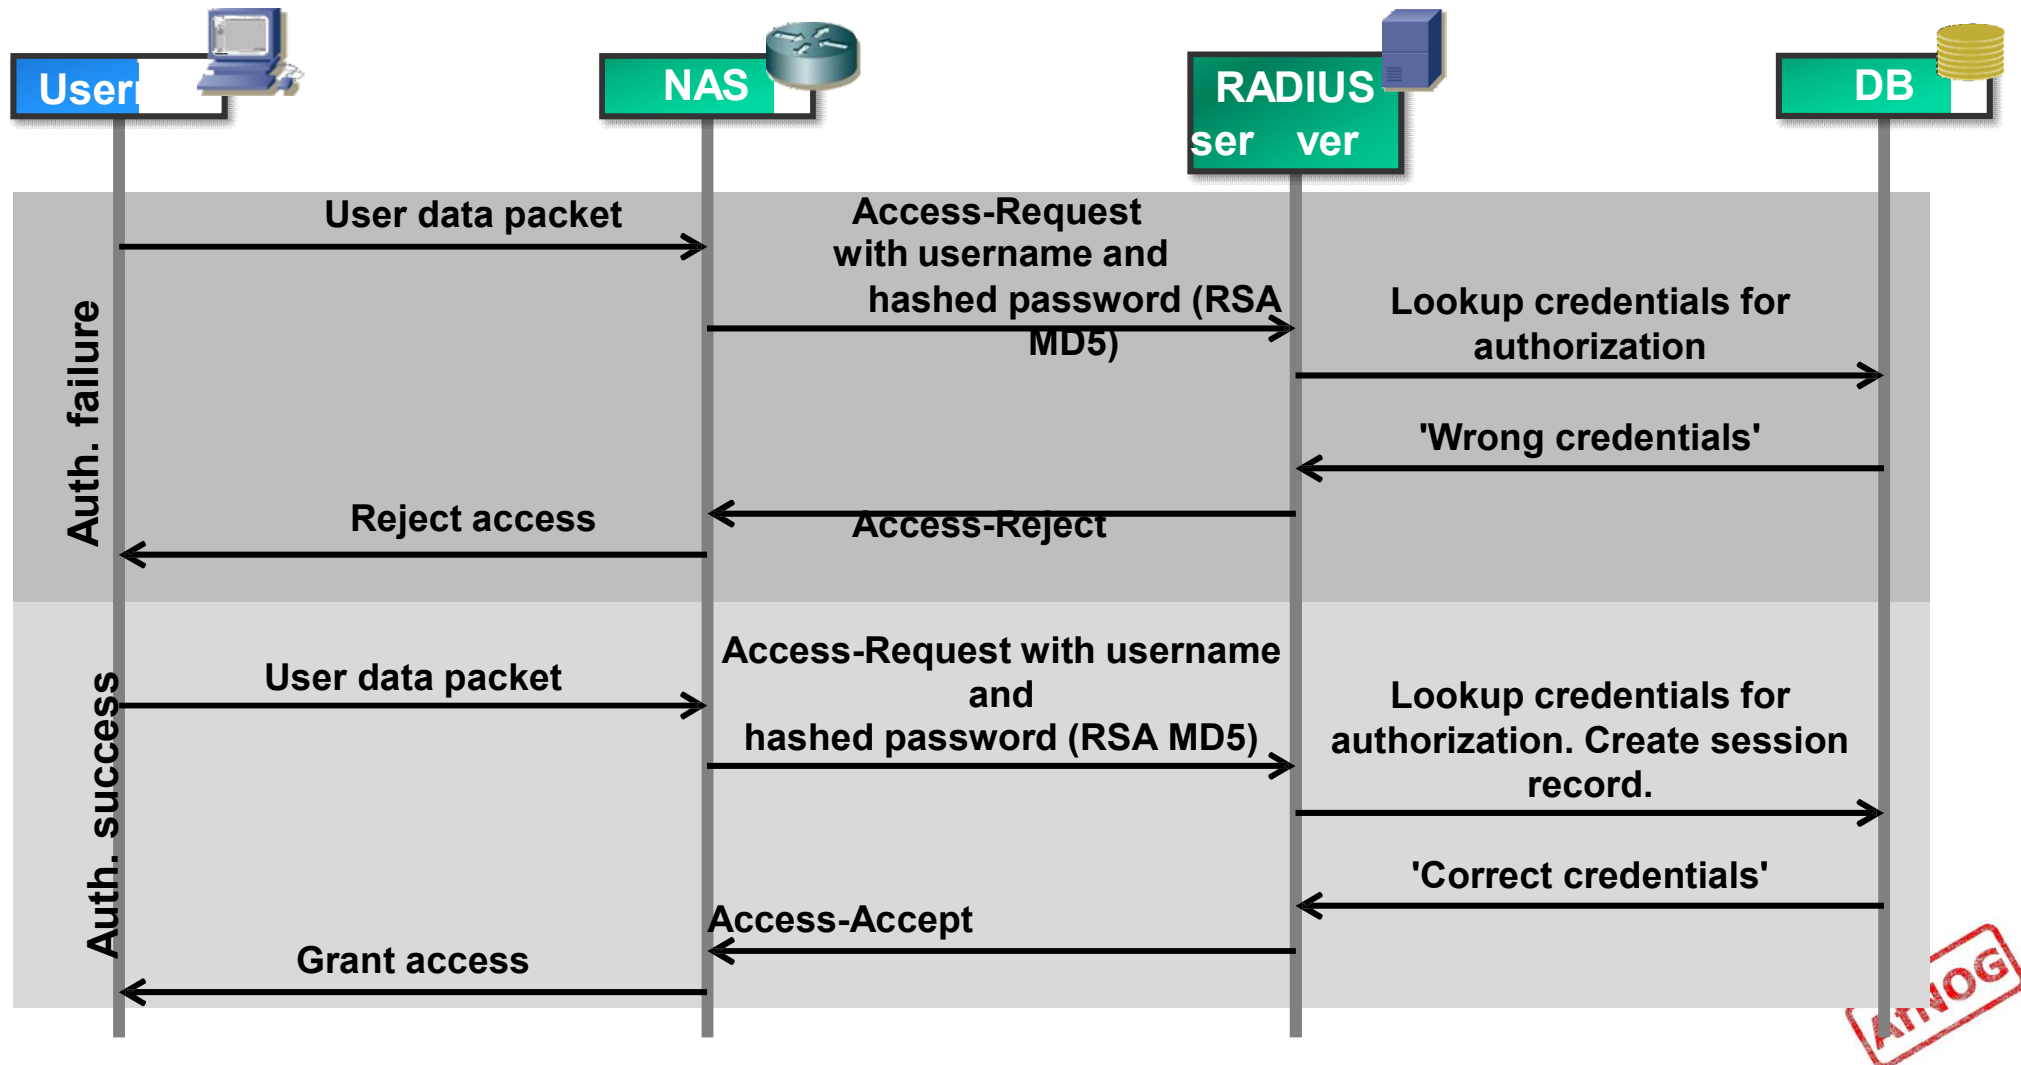 User
NAS
RADIUS
ser ver
DB
User data packet
Access-Request
with username and
hashed password (RSA
MD5)
Lookup credentials for
authorization
'Wrong credentials'
Access-Reject
Reject access
Auth. failure
User data packet
Access-Request with username
and
hashed password (RSA MD5)
Lookup credentials for
authorization. Create session
record.
'Correct credentials'
Access-Accept
Grant access
Auth. success
AfNOG